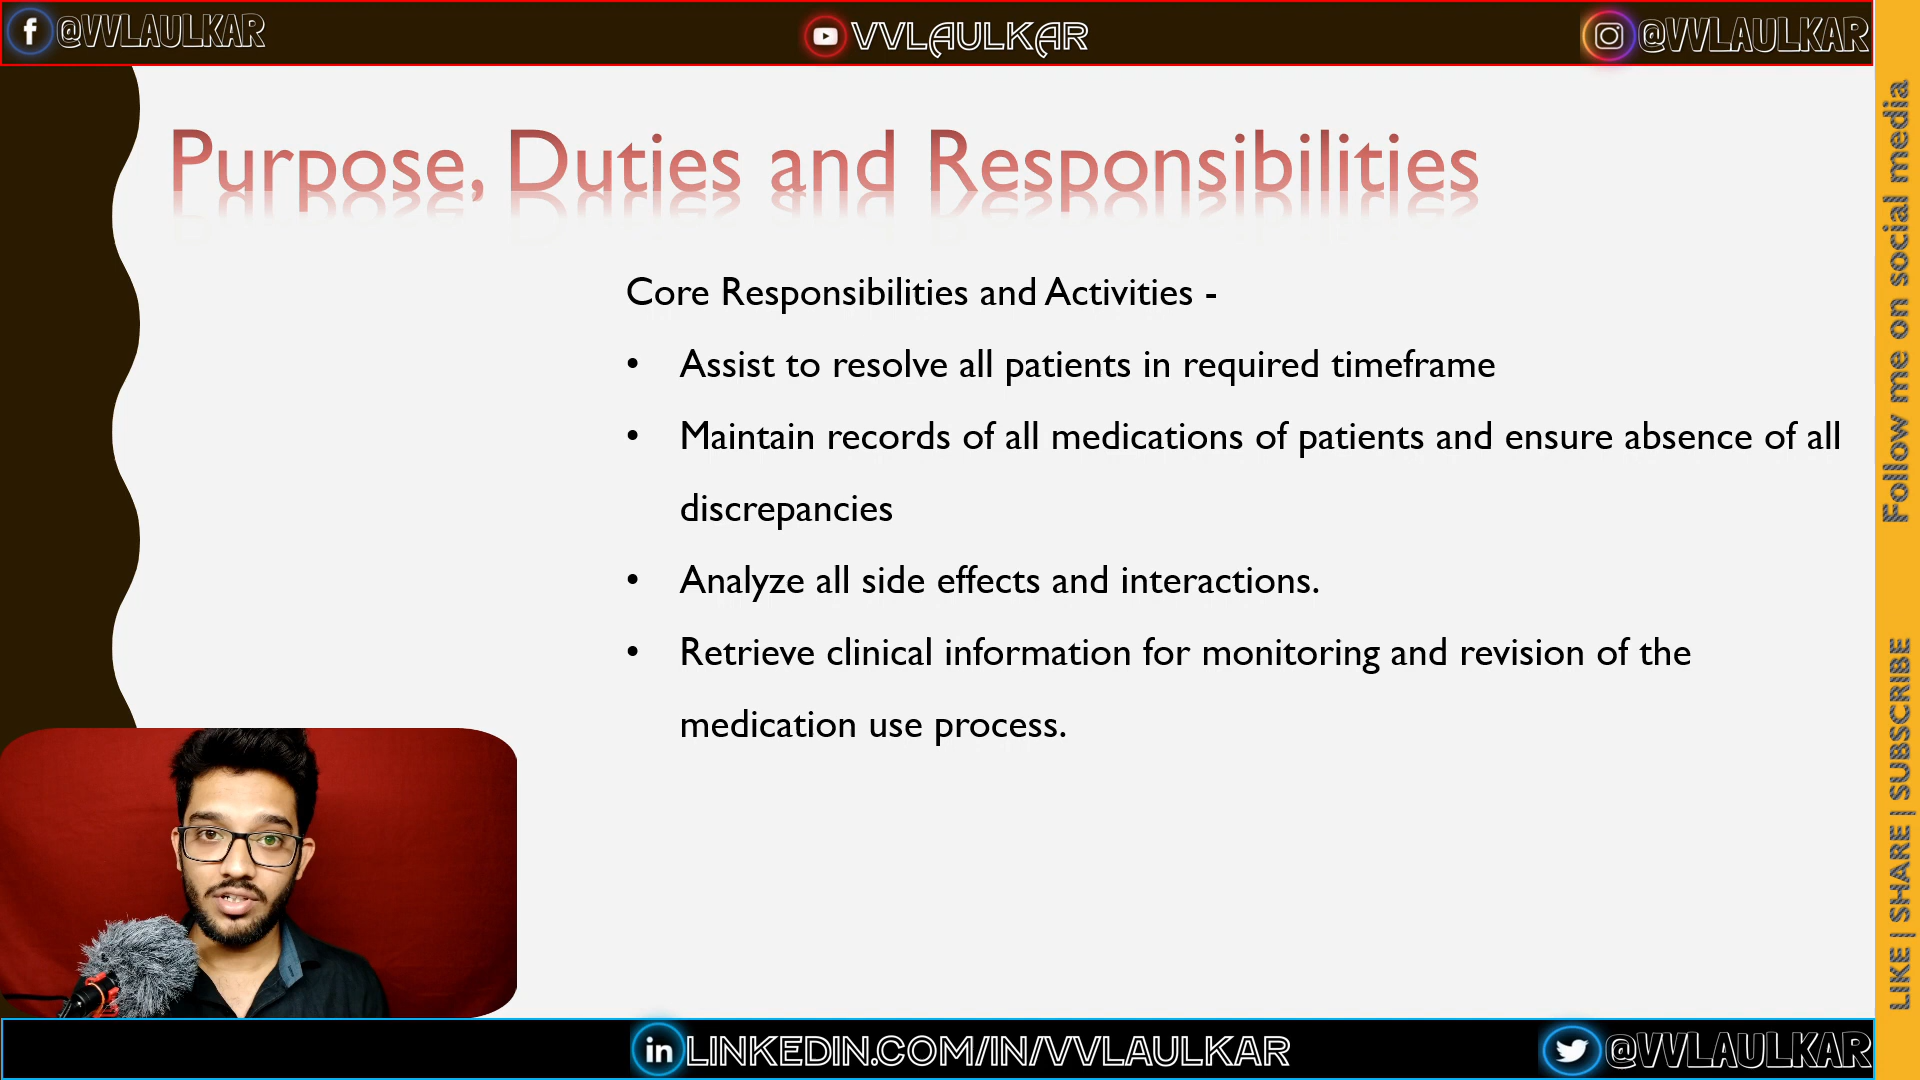 @VVLAULKAR
VVLAULKAR
@VVLAULKAR
Purpose, Duties and Responsibilities
Core Responsibilities and Activities -
• Assist to resolve all patients in required timeframe
• Maintain records of all medications of patients and ensure absence of all
discrepancies
• Analyze all side effects and interactions.
• Retrieve clinical information for monitoring and revision of the
medication use process.
Follow me on social media
LIKE | SHARE | SUBSCRIBE
LINKEDIN.COM/IN/VVLAULKAR
@VVLAULKAR